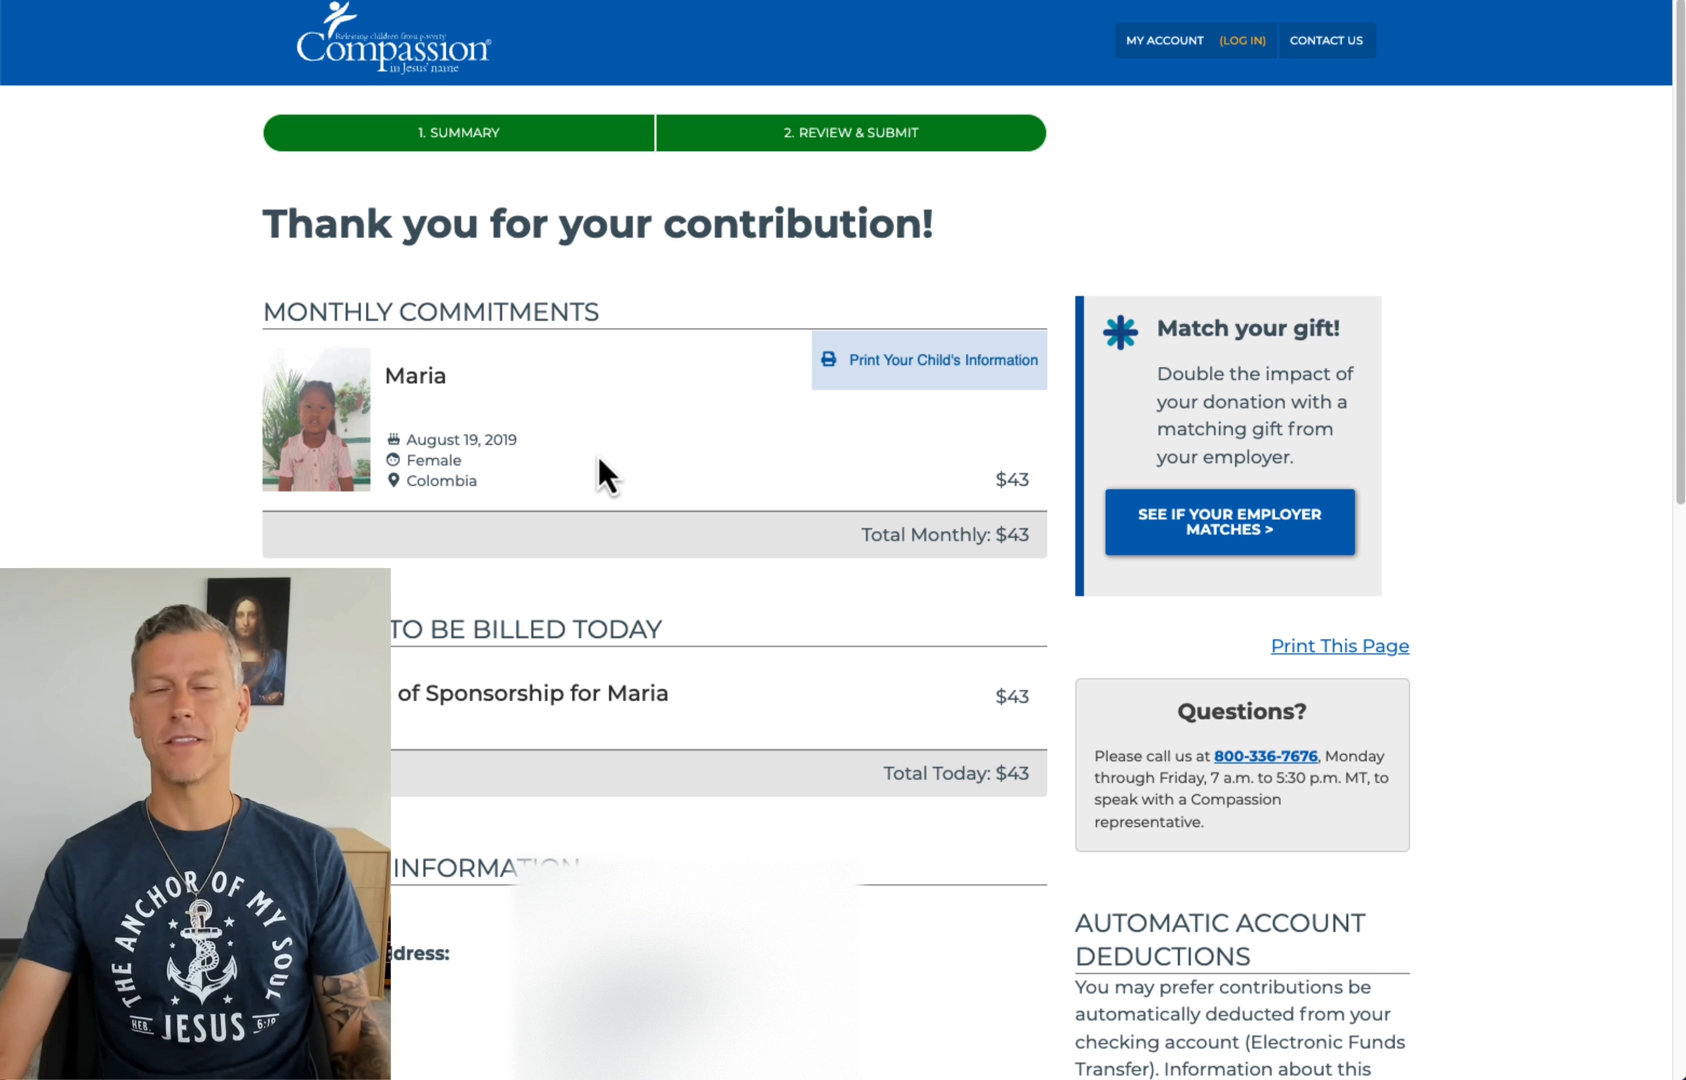 Releasing children from poverty
Compassion®
in Jesus' name
MY ACCOUNT (LOG IN) CONTACT US
1. SUMMARY 2. REVIEW & SUBMIT
Thank you for your contribution!
MONTHLY COMMITMENTS
Print Your Child's Information
Maria
August 19, 2019
Female
Colombia
$43
Total Monthly: $43
Match your gift!
Double the impact of
your donation with a
matching gift from
your employer.
SEE IF YOUR EMPLOYER
MATCHES >
TO BE BILLED TODAY
of Sponsorship for Maria $43
Total Today: $43
Print This Page
Questions?
Please call us at 800-336-7676, Monday
through Friday, 7 a.m. to 5:30 p.m. MT, to
speak with a Compassion
representative.
INFORMATION
dress:
AUTOMATIC ACCOUNT
DEDUCTIONS
You may prefer contributions be
automatically deducted from your
checking account (Electronic Funds
Transfer). Information about this
THE ANCHOR OF MY SOUL
HEB. JESUS 6:19